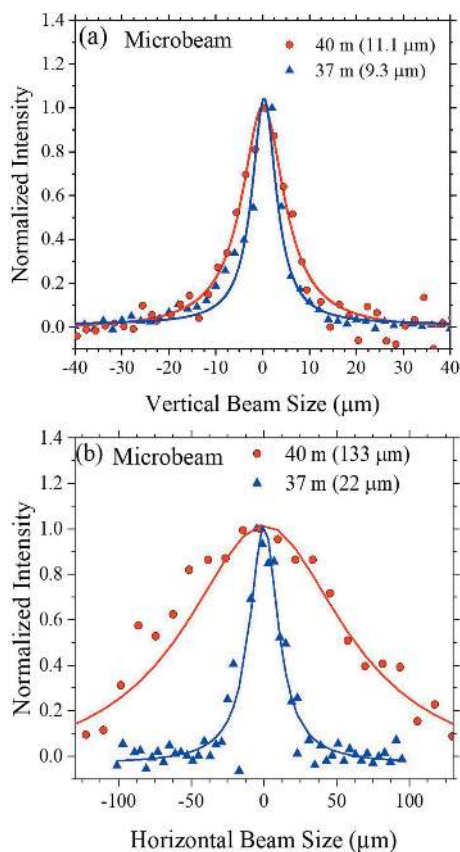 (a) Microbeam
40 m (11.1 μm)
37 m (9.3 μm)
1.4
1.2
1.0
0.8
0.6
0.4
0.2
0.0
Normalized Intensity
-40 -30 -20 -10 0 10 20 30 40
Vertical Beam Size (μm)
(b) Microbeam
40 m (133 μm)
37 m (22 μm)
1.4
1.2
1.0
0.8
0.6
0.4
0.2
0.0
Normalized Intensity
-100 -50 0 50 100
Horizontal Beam Size (μm)